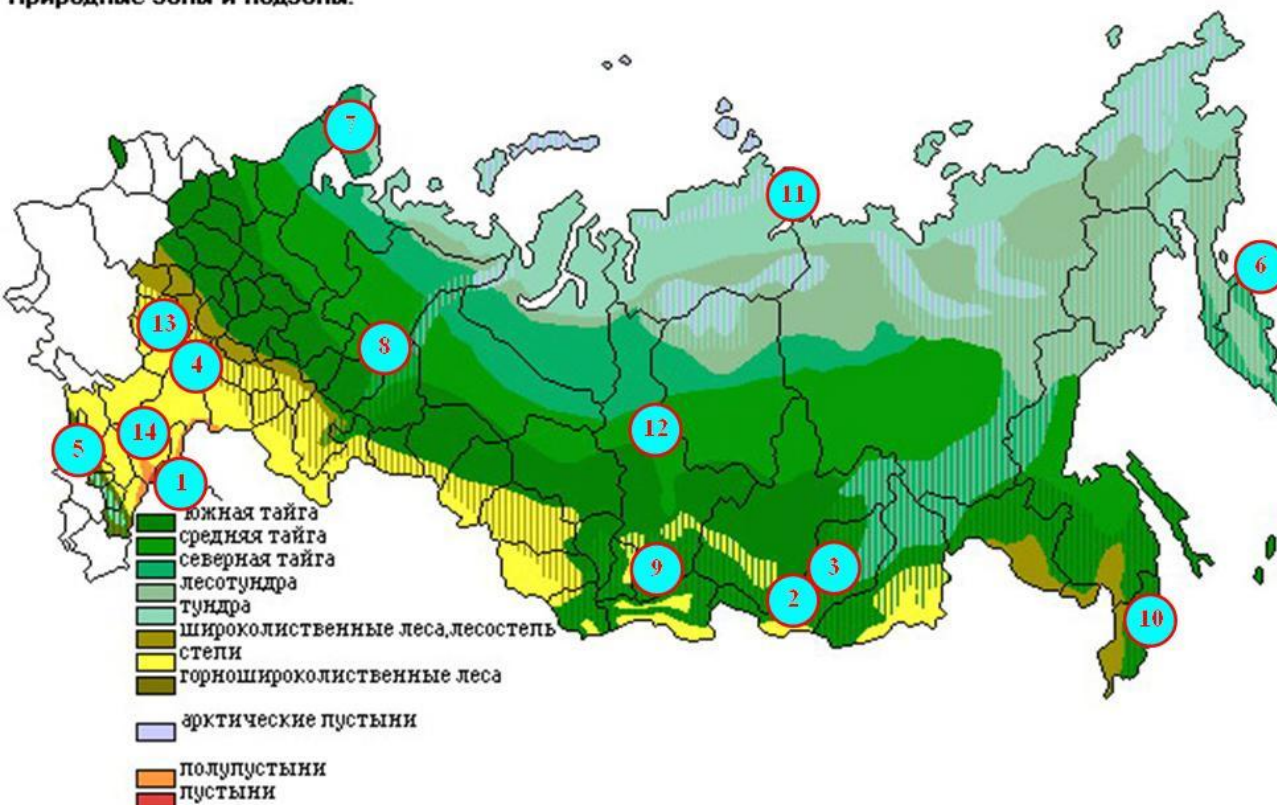 Природные зоны и подзоны.
7
11
6
13
8
4
12
14
5
1
9
3
2
10
южная тайга
средняя тайга
северная тайга
лесотундра
тундра
широколиственные леса,лесостепь
степи
горношироколиственные леса
арктические пустыни
полупустыни
пустыни